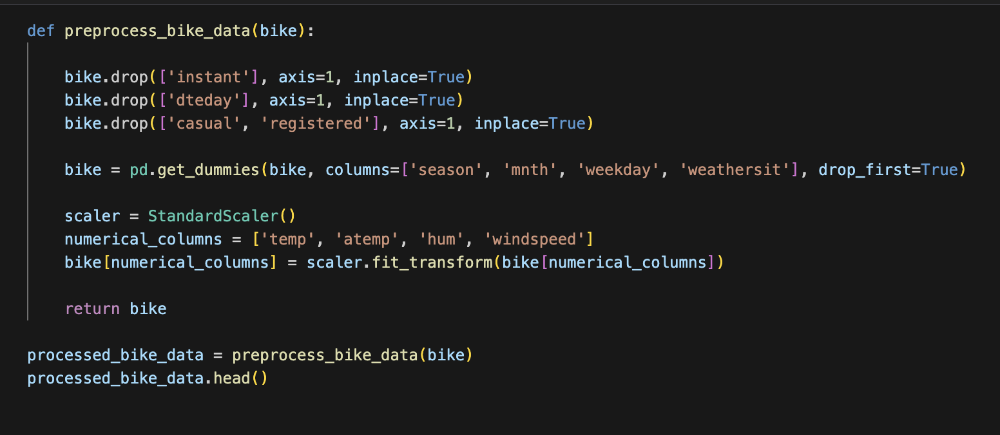 def preprocess_bike_data(bike):
bike.drop(['instant'], axis=1, inplace=True)
bike.drop(['dteday'], axis=1, inplace=True)
bike.drop(['casual', 'registered'], axis=1, inplace=True)
bike = pd.get_dummies(bike, columns=['season', 'mnth', 'weekday', 'weathersit'], drop_first=True)
scaler = StandardScaler()
numerical_columns = ['temp', 'atemp', 'hum', 'windspeed']
bike[numerical_columns] = scaler.fit_transform(bike[numerical_columns])
return bike
processed_bike_data = preprocess_bike_data(bike)
processed_bike_data.head()